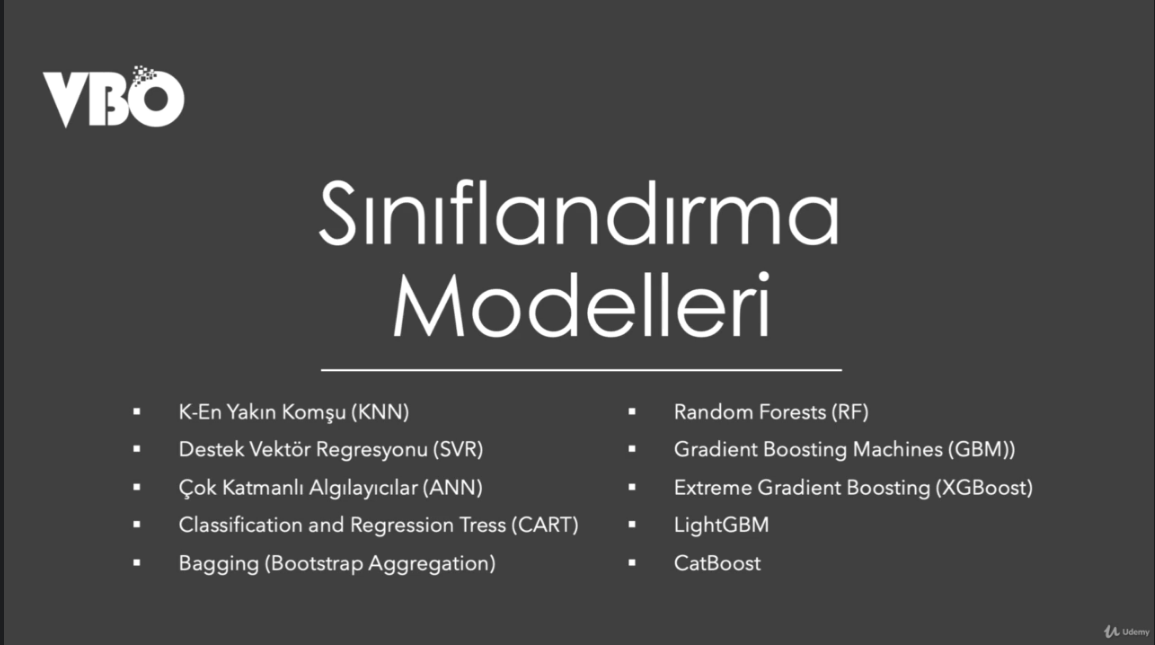 VBO
Sınıflandırma
Modelleri
K-En Yakın Komşu (KNN)
Destek Vektör Regresyonu (SVR)
Çok Katmanlı Algılayıcılar (ANN)
Classification and Regression Tress (CART)
Bagging (Bootstrap Aggregation)
Random Forests (RF)
Gradient Boosting Machines (GBM))
Extreme Gradient Boosting (XGBoost)
LightGBM
CatBoost
Udemy